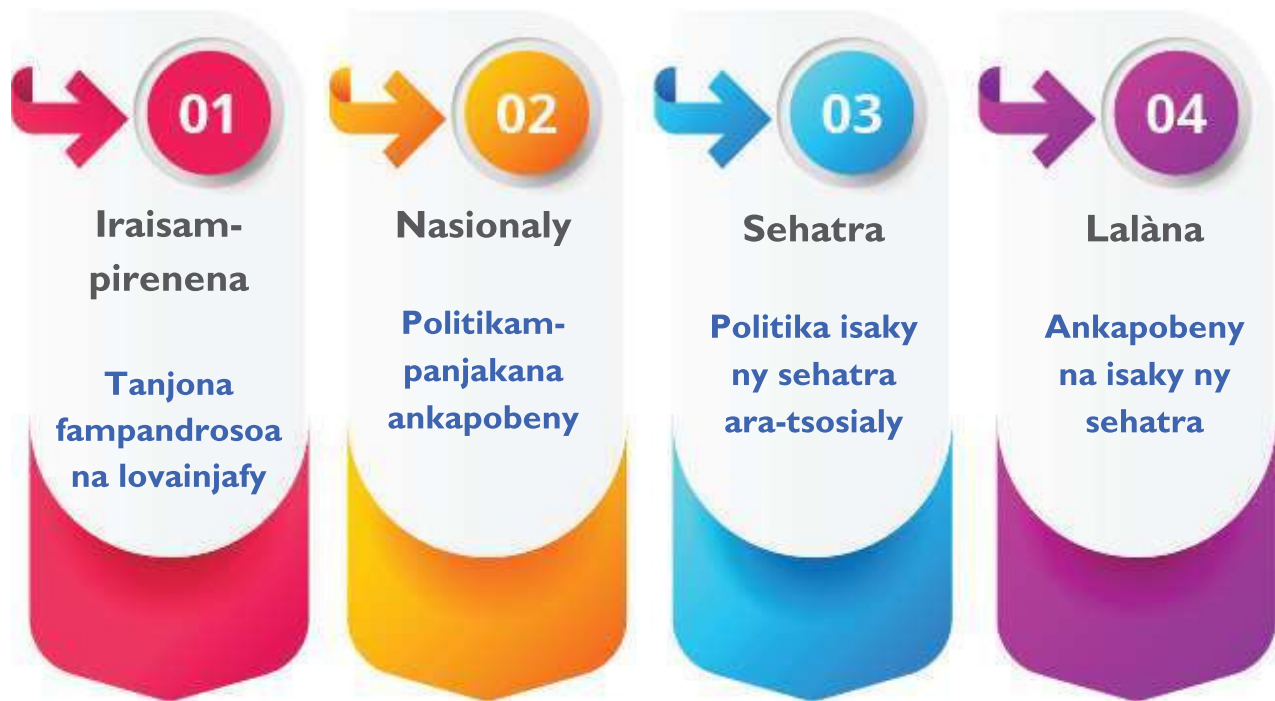 01
Iraisam-
pirenena
Tanjona
fampandrosoa
na lovainjafy
02
Nasionaly
Politikam-
panjakana
ankapobeny
03
Sehatra
Politika isaky
ny sehatra
ara-tsosialy
04
Lalàna
Ankapobeny
na isaky ny
sehatra